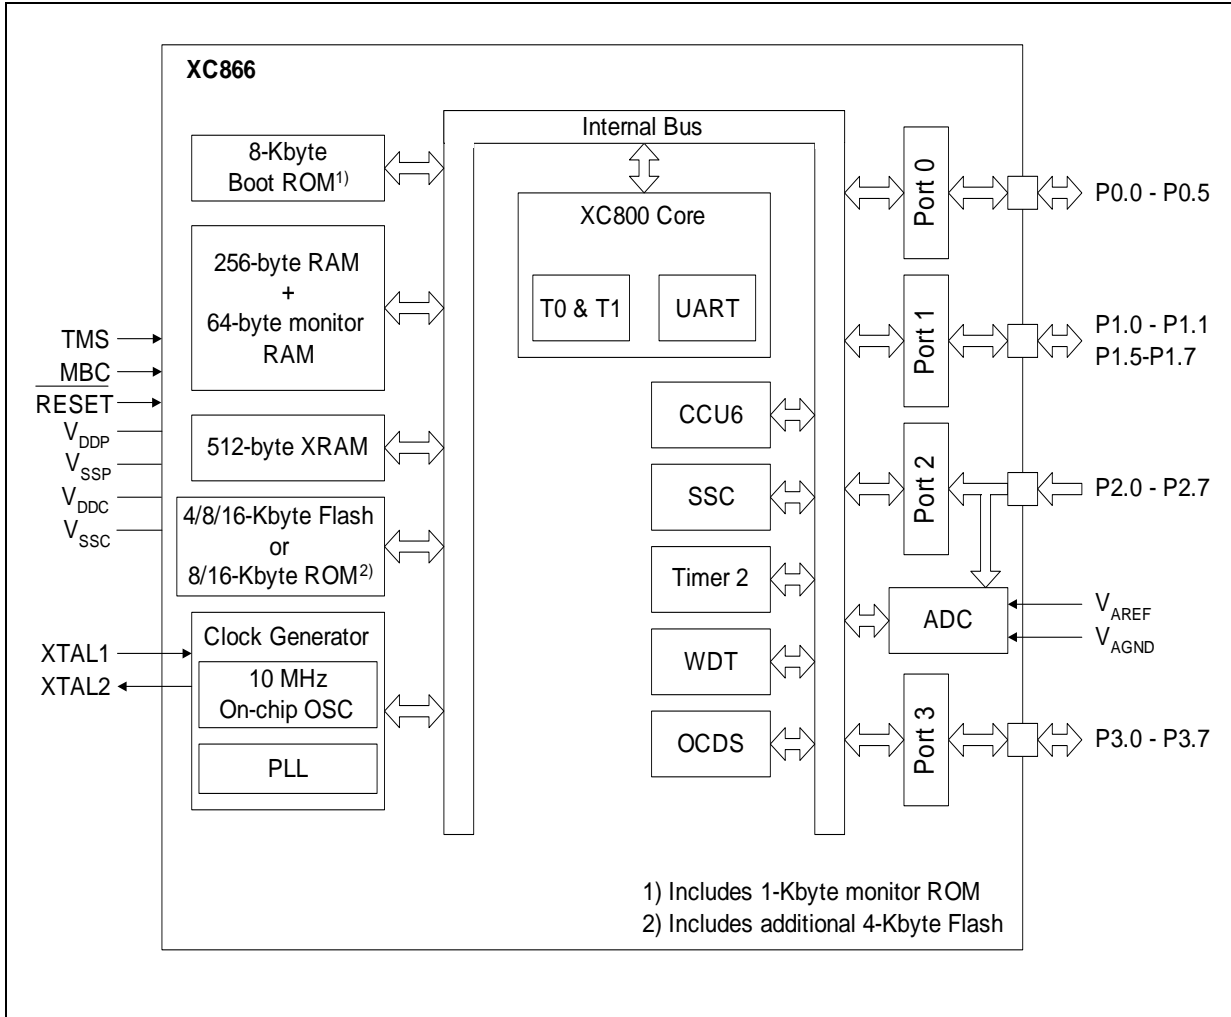 XC866
Internal Bus
8-Kbyte
Boot ROM1)
256-byte RAM
+
64-byte monitor
RAM
512-byte XRAM
4/8/16-Kbyte Flash
or
8/16-Kbyte ROM2)
Clock Generator
10 MHz
On-chip OSC
PLL
TMS
MBC
RESET
VDDP
VSSP
VDDC
VSSC
XTAL1
XTAL2
XC800 Core
T0 & T1
UART
CCU6
SSC
Timer 2
WDT
OCDS
Port 0
P0.0 - P0.5
Port 1
P1.0 - P1.1
P1.5-P1.7
Port 2
P2.0 - P2.7
ADC
VAREF
VAGND
Port 3
P3.0 - P3.7
1) Includes 1-Kbyte monitor ROM
2) Includes additional 4-Kbyte Flash